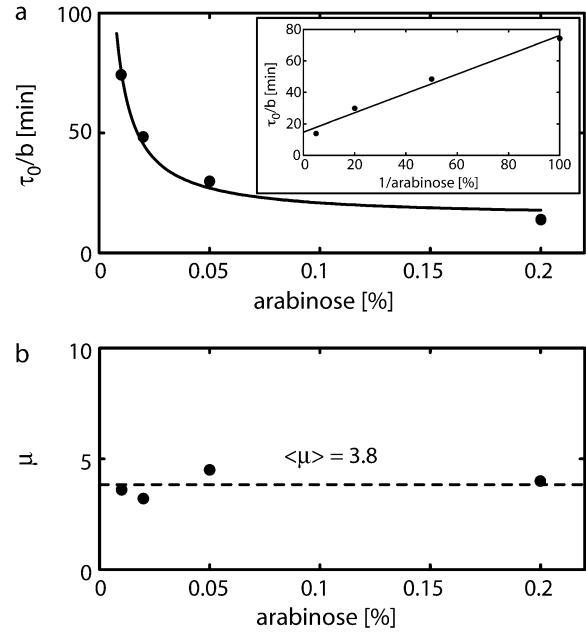 a
100
50
0
τ0/b [min]
0 0.05 0.1 0.15 0.2
arabinose [%]
80
60
40
20
0
τ0/b [min]
0 20 40 60 80 100
1/arabinose [%]
b
10
5
0
μ
<μ> = 3.8
0 0.05 0.1 0.15 0.2
arabinose [%]